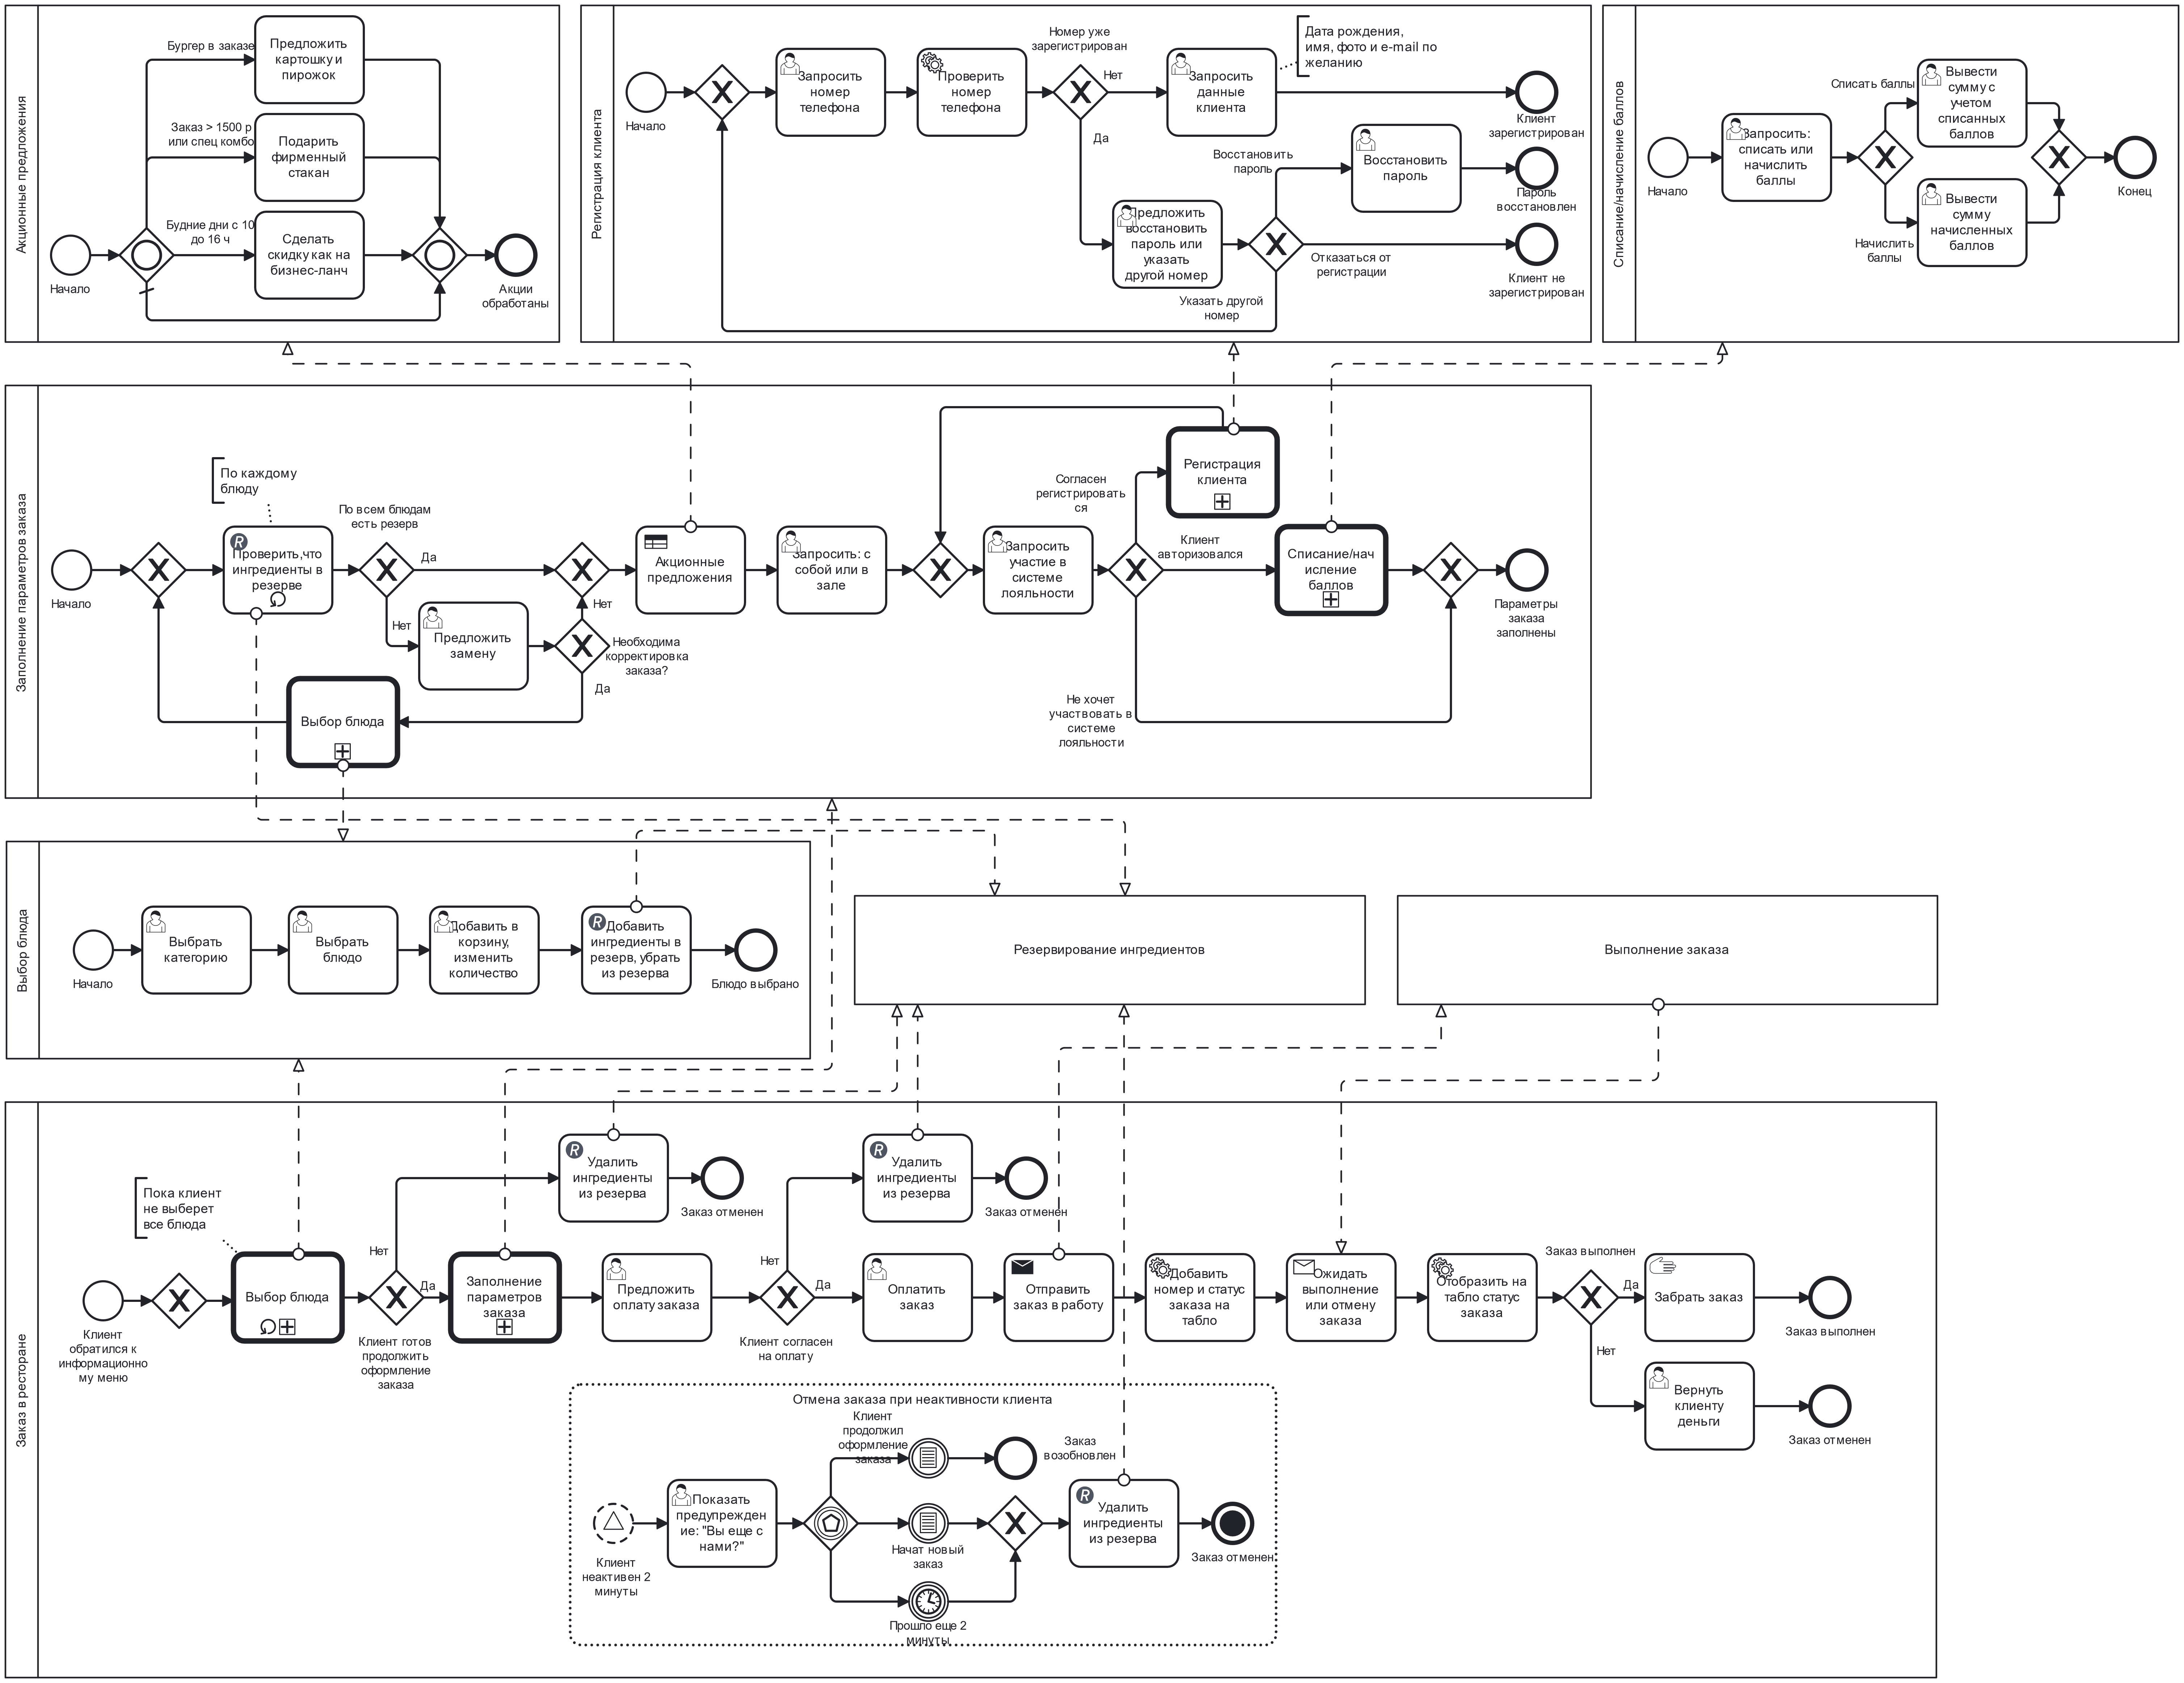 Акционные предложения
Бургер в заказе
Предложить
картошку и
пирожок
Заказ > 1500 р
или спец комбо
Подарить
фирменный
стакан
Будние дни с 10
до 16 ч
Сделать
скидку как на
бизнес-ланч
Начало
Акции
обработаны
Регистрация клиента
Начало
Запросить
номер
телефона
Проверить
номер
телефона
Номер уже
зарегистрирован
Нет
Да
Запросить
данные
клиента
Дата рождения,
имя, фото и e-mail по
желанию
Клиент
зарегистрирован
Восстановить
пароль
Восстановить
пароль
Пароль
восстановлен
Предложить
восстановить
пароль или
указать
другой номер
Отказаться от
регистрации
Клиент не
зарегистрирован
Указать другой
номер
Списание/начисление баллов
Начало
Запросить:
списать или
начислить
баллы
Списать баллы
Вывести
сумму с
учетом
списанных
баллов
Начислить
баллы
Вывести
сумму
начисленных
баллов
Конец
Заполнение параметров заказа
Начало
По каждому
блюду
Проверить,что
ингредиенты в
резерве
По всем блюдам
есть резерв
Да
Нет
Предложить
замену
Нет
Необходима
корректировка
заказа?
Да
Выбор блюда
Акционные
предложения
Запросить: с
собой или в
зале
Запросить
участие в
системе
лояльности
Согласен
регистрировать
ся
Регистрация
клиента
Клиент
авторизовался
Списание/нач
исление
баллов
Не хочет
участвовать в
системе
лояльности
Параметры
заказа
заполнены
Выбор блюда
Начало
Выбрать
категорию
Выбрать
блюдо
Добавить в
корзину,
изменить
количество
Добавить
ингредиенты в
резерв, убрать
из резерва
Блюдо выбрано
Резервирование ингредиентов
Выполнение заказа
Заказ в ресторане
Клиент
обратился к
информационно
му меню
Пока клиент
не выберет
все блюда
Выбор блюда
Нет
Да
Клиент готов
продолжить
оформление
заказа
Удалить
ингредиенты
из резерва
Заказ отменен
Заполнение
параметров
заказа
Предложить
оплату заказа
Нет
Да
Клиент согласен
на оплату
Удалить
ингредиенты
из резерва
Заказ отменен
Оплатить
заказ
Отправить
заказ в работу
Добавить
номер и статус
заказа на
табло
Ожидать
выполнение
или отмену
заказа
Отобразить на
табло статус
заказа
Заказ выполнен
Да
Нет
Забрать заказ
Заказ выполнен
Вернуть
клиенту
деньги
Заказ отменен
Отмена заказа при неактивности клиента
Клиент
неактивен 2
минуты
Показать
предупрежден
ие: "Вы еще с
нами?"
Клиент
продолжил
оформление
заказа
Заказ
возобновлен
Начат новый
заказ
Прошло еще 2
минуты
Удалить
ингредиенты
из резерва
Заказ отменен